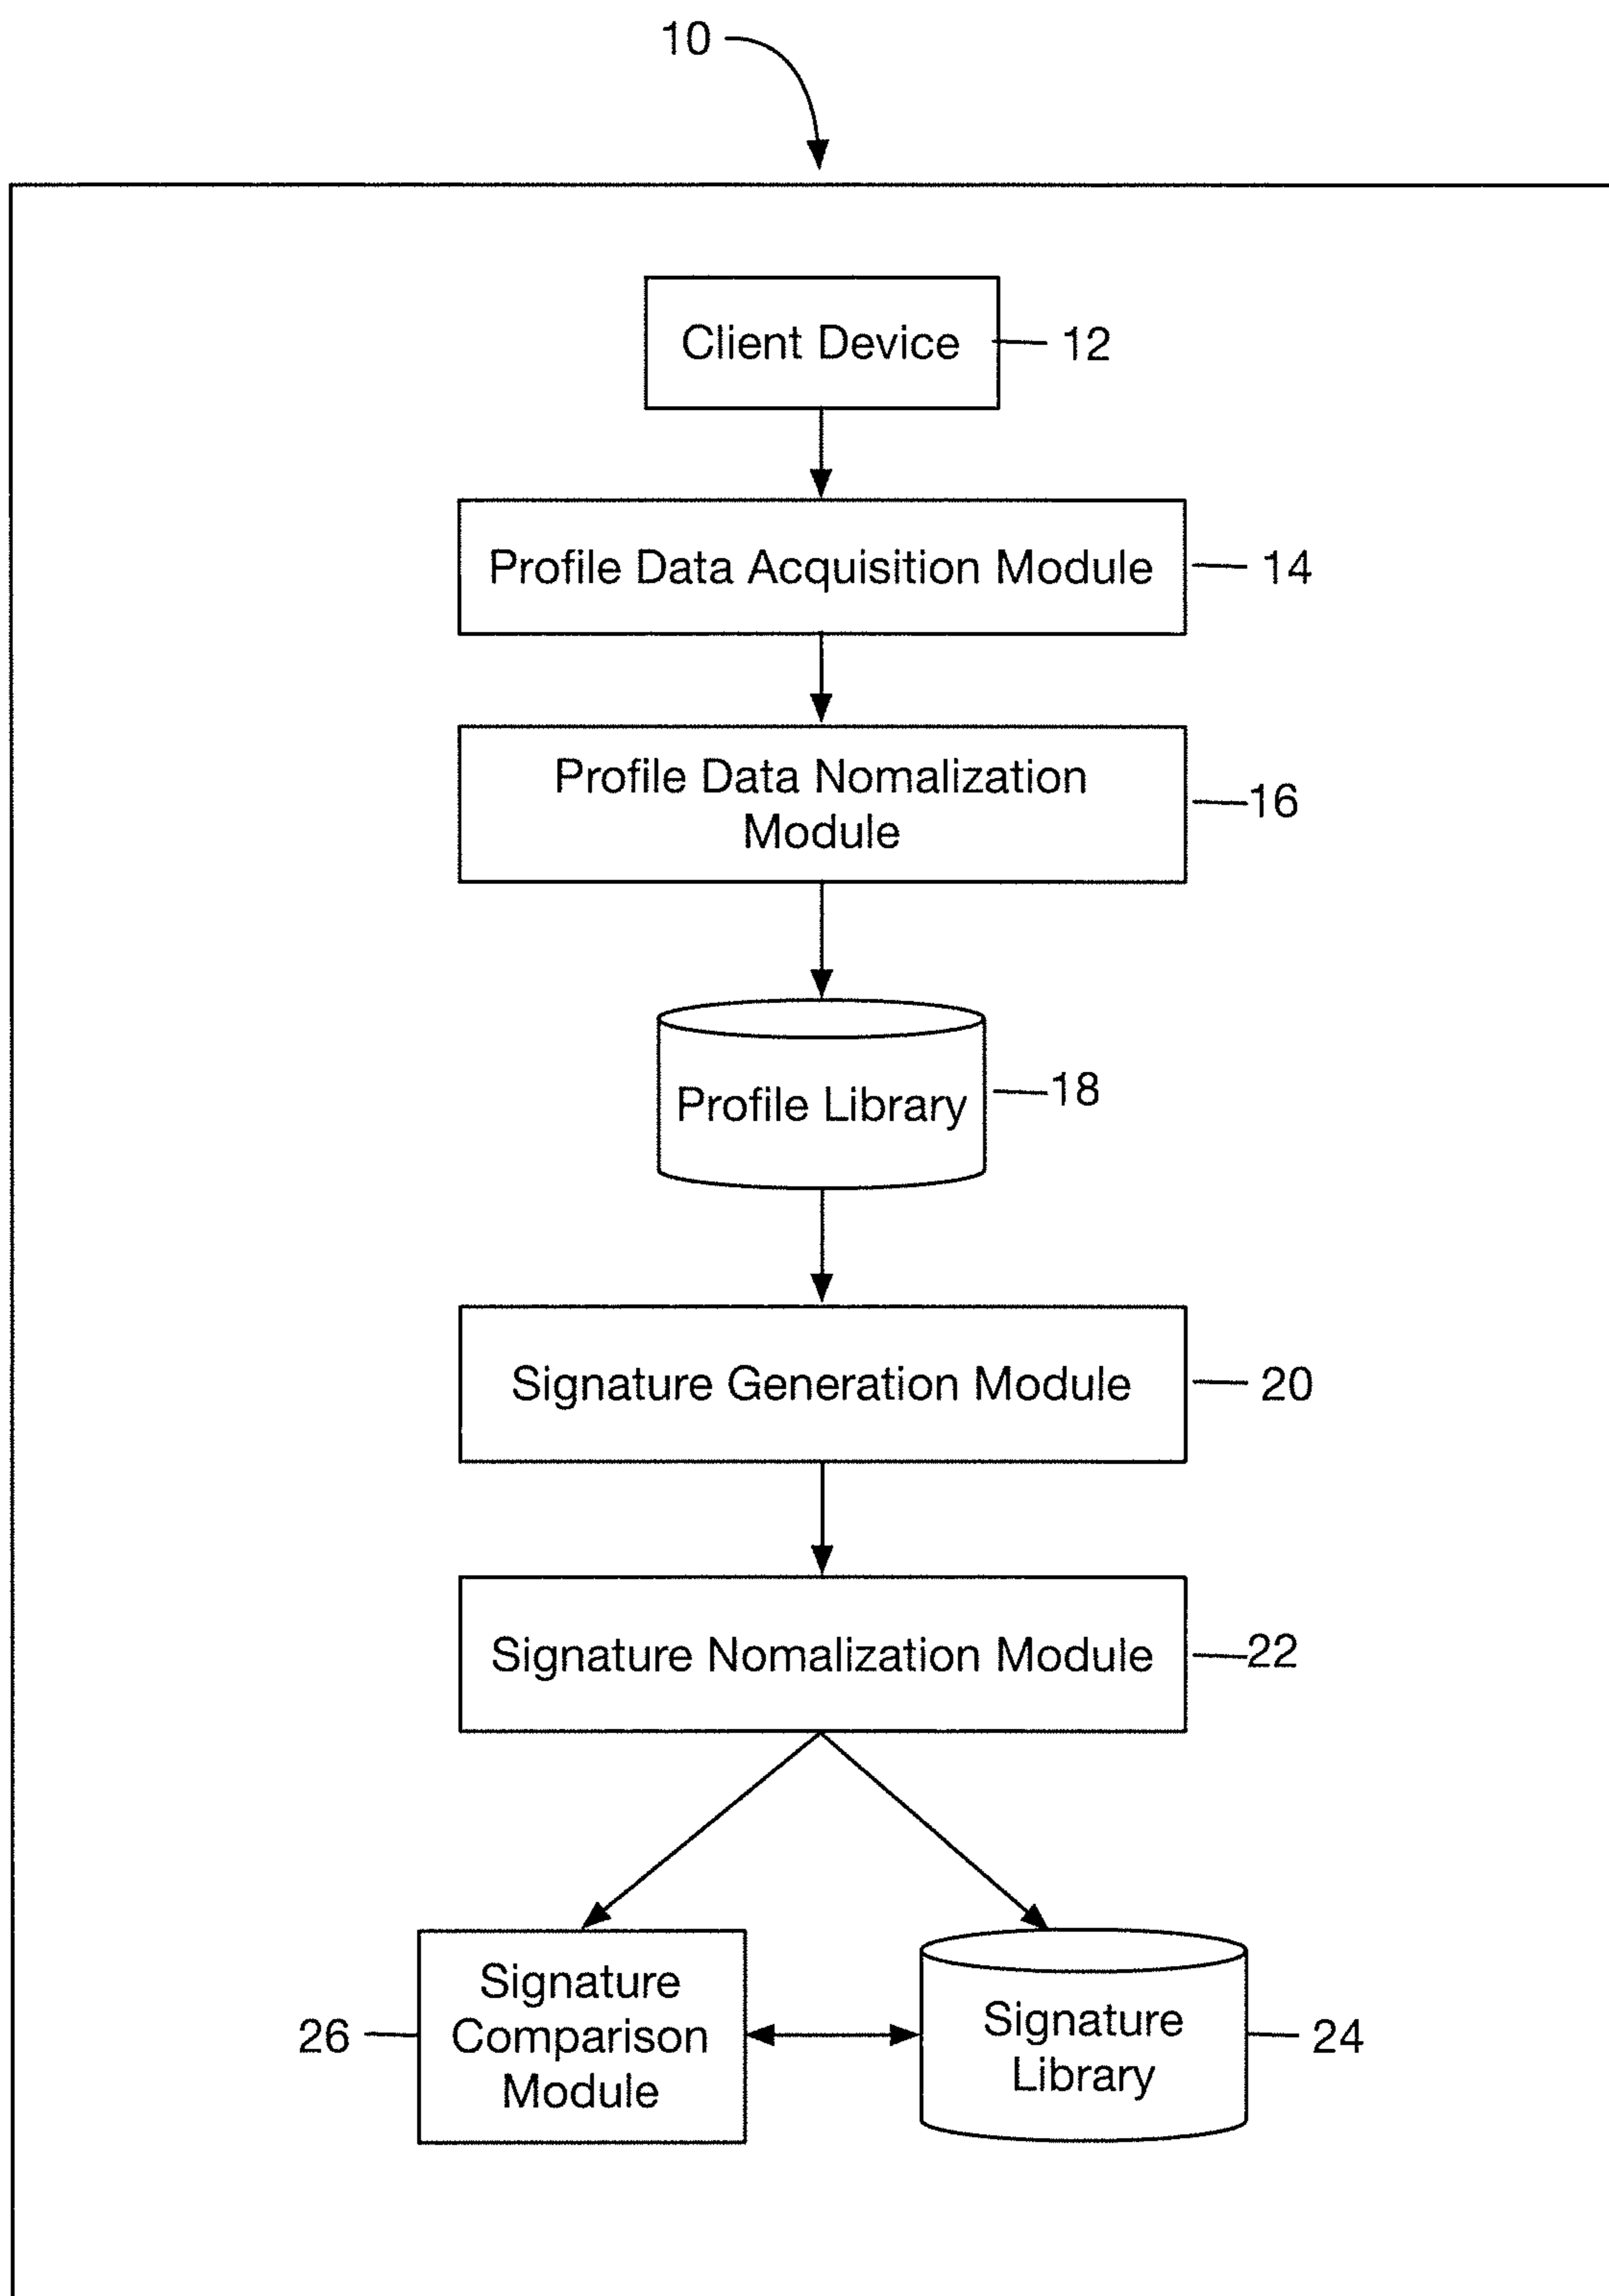 10
Client Device
12
Profile Data Acquisition Module
14
Profile Data Nomalization
Module
16
Profile Library
18
Signature Generation Module
20
Signature Nomalization Module
22
Signature
Comparison
Module
26
Signature
Library
24